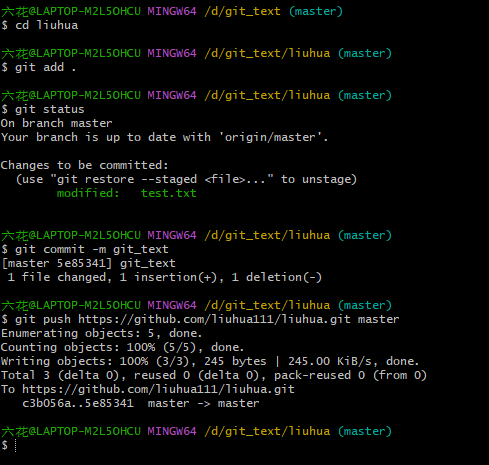 六花@LAPTOP-M2L5OHCU MINGW64 /d/git_text (master)
$ cd liuhua
六花@LAPTOP-M2L5OHCU MINGW64 /d/git_text/liuhua (master)
$ git add .
六花@LAPTOP-M2L5OHCU MINGW64 /d/git_text/liuhua (master)
$ git status
On branch master
Your branch is up to date with 'origin/master'.
Changes to be committed:
  (use "git restore --staged <file>..." to unstage)
        modified:   test.txt
六花@LAPTOP-M2L5OHCU MINGW64 /d/git_text/liuhua (master)
$ git commit -m git_text
[master 5e85341] git_text
 1 file changed, 1 insertion(+), 1 deletion(-)
六花@LAPTOP-M2L5OHCU MINGW64 /d/git_text/liuhua (master)
$ git push https://github.com/liuhua111/liuhua.git master
Enumerating objects: 5, done.
Counting objects: 100% (5/5), done.
Writing objects: 100% (3/3), 245 bytes | 245.00 KiB/s, done.
Total 3 (delta 0), reused 0 (delta 0), pack-reused 0 (from 0)
To https://github.com/liuhua111/liuhua.git
   c3b056a..5e85341  master -> master
六花@LAPTOP-M2L5OHCU MINGW64 /d/git_text/liuhua (master)
$